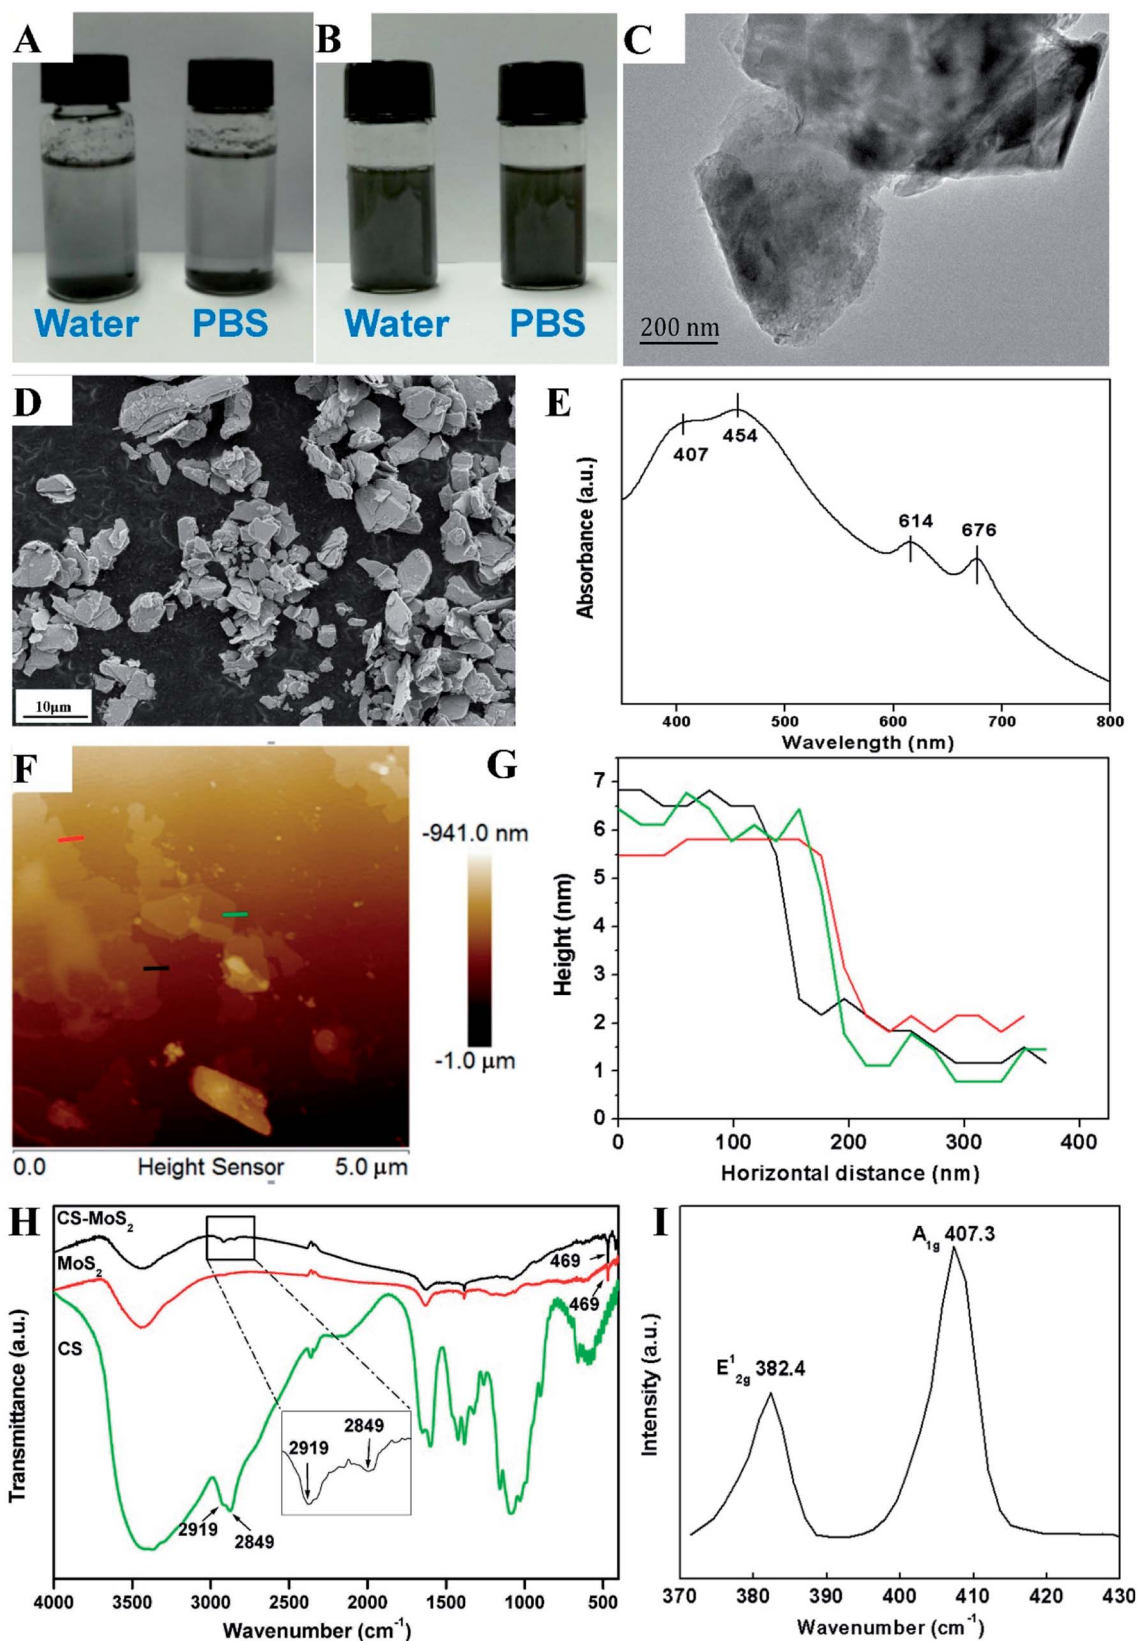 A
B
C
Water
PBS
Water
PBS
200 nm
D
10μm
E
407
454
614
676
Absorbance (a.u.)
400
500
600
700
800
Wavelength (nm)
F
-941.0 nm
-1.0 μm
0.0
Height Sensor
5.0 μm
G
7
6
5
4
3
2
1
0
Height (nm)
0
100
200
300
400
Horizontal distance (nm)
H
CS-MoS2
MoS2
CS
469
469
2919
2849
2919
2849
Transmittance (a.u.)
4000
3500
3000
2500
2000
1500
1000
500
Wavenumber (cm-1)
I
A1g 407.3
E12g 382.4
Intensity (a.u.)
370
380
390
400
410
420
430
Wavenumber (cm-1)